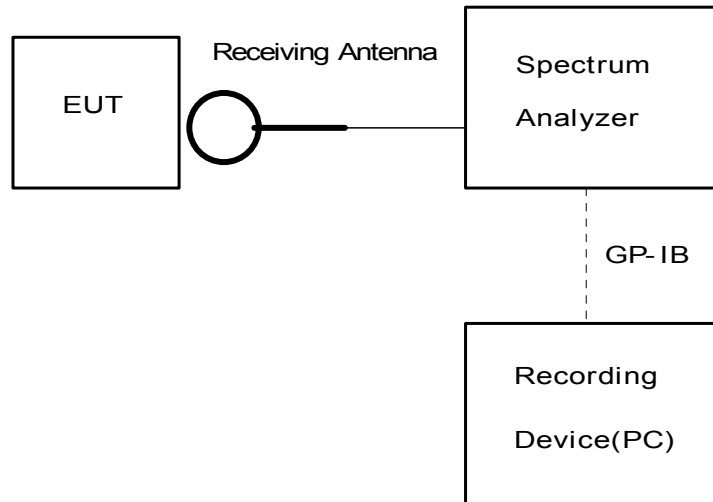 Receiving Antenna
EUT
Spectrum
Analyzer
GP-IB
Recording
Device(PC)